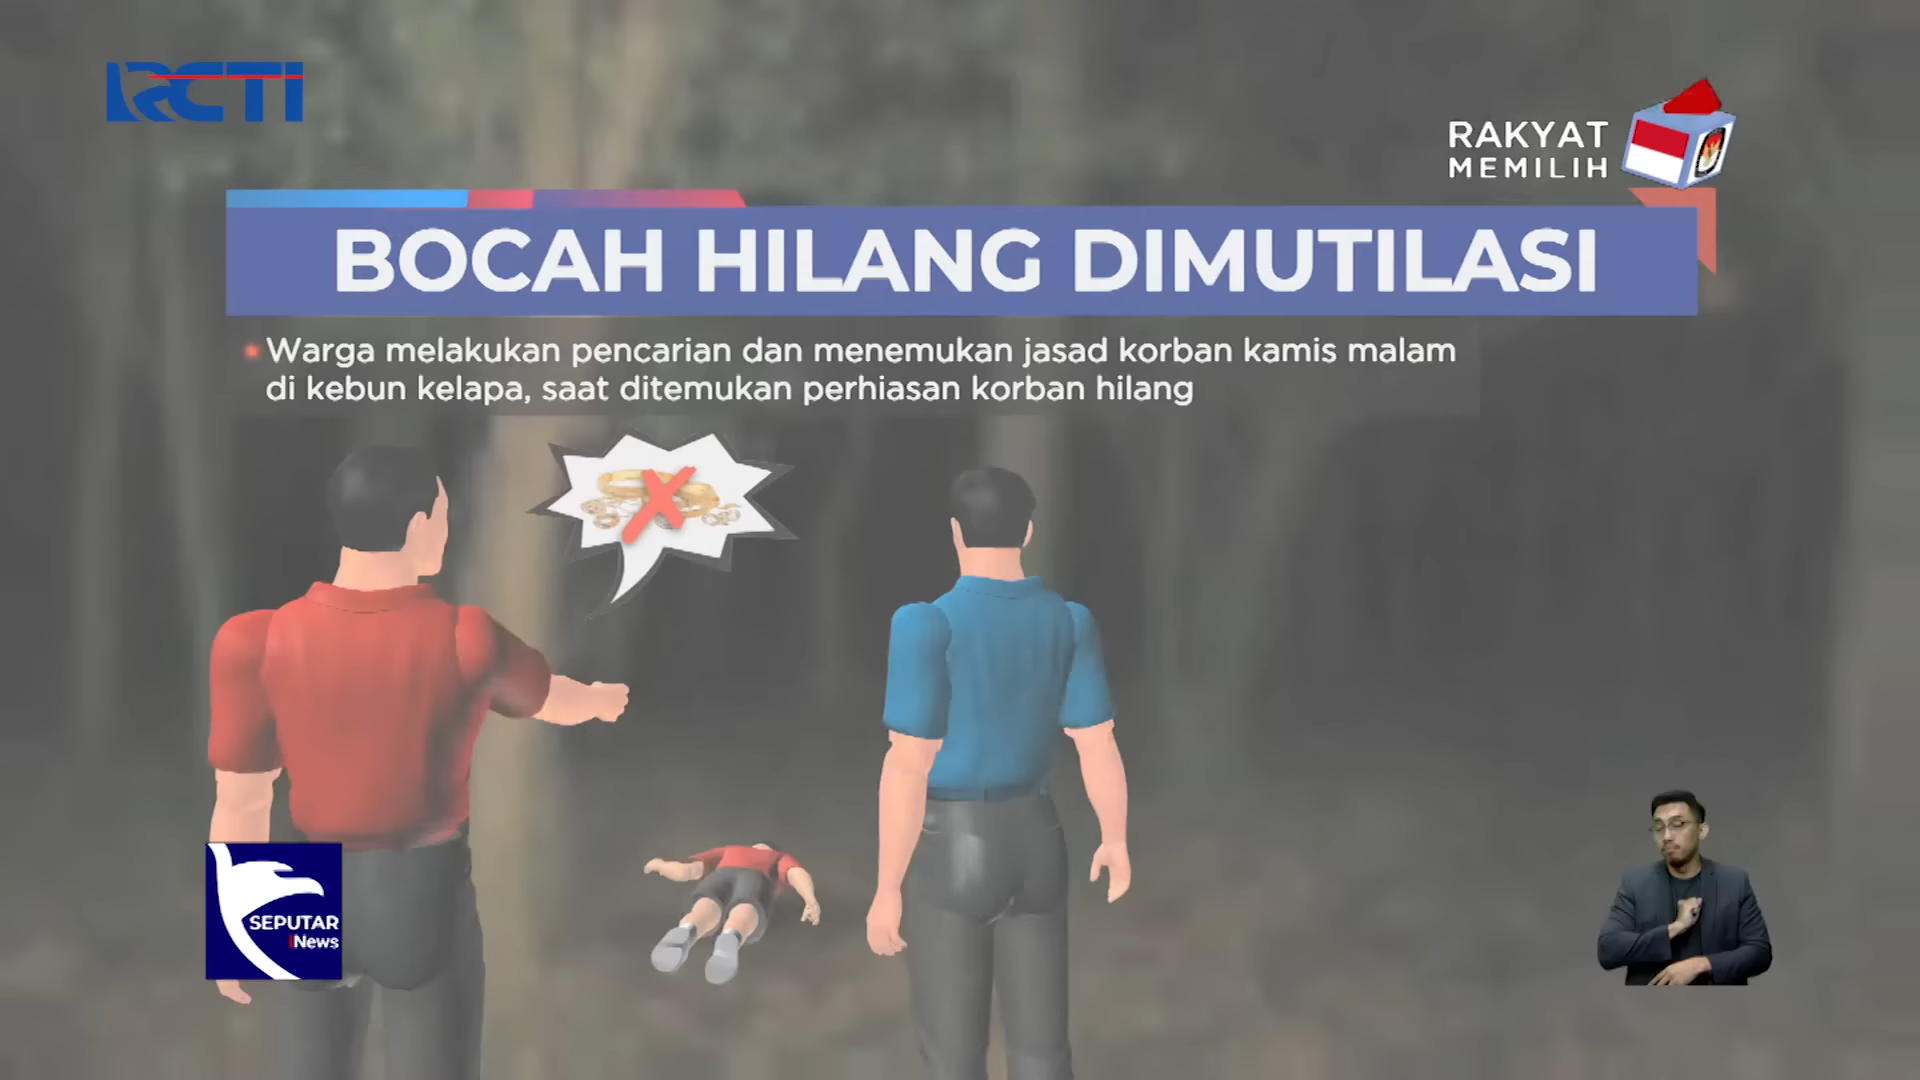 RCTI
RAKYAT
MEMILIH
BOCAH HILANG DIMUTILASI
Warga melakukan pencarian dan menemukan jasad korban kamis malam
di kebun kelapa, saat ditemukan perhiasan korban hilang
SEPUTAR
iNews